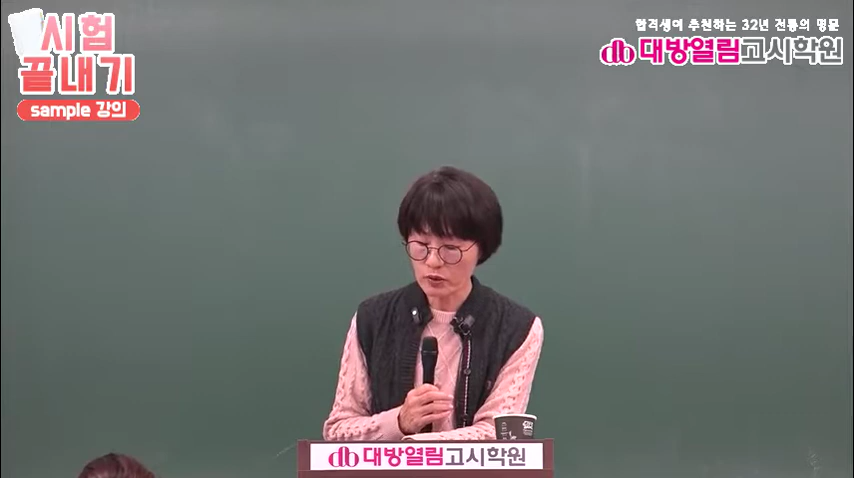 시험
끝내기
sample 강의
합격생이 추천하는 32년 전통의 명문
db 대방열림고시학원
db 대방열림고시학원